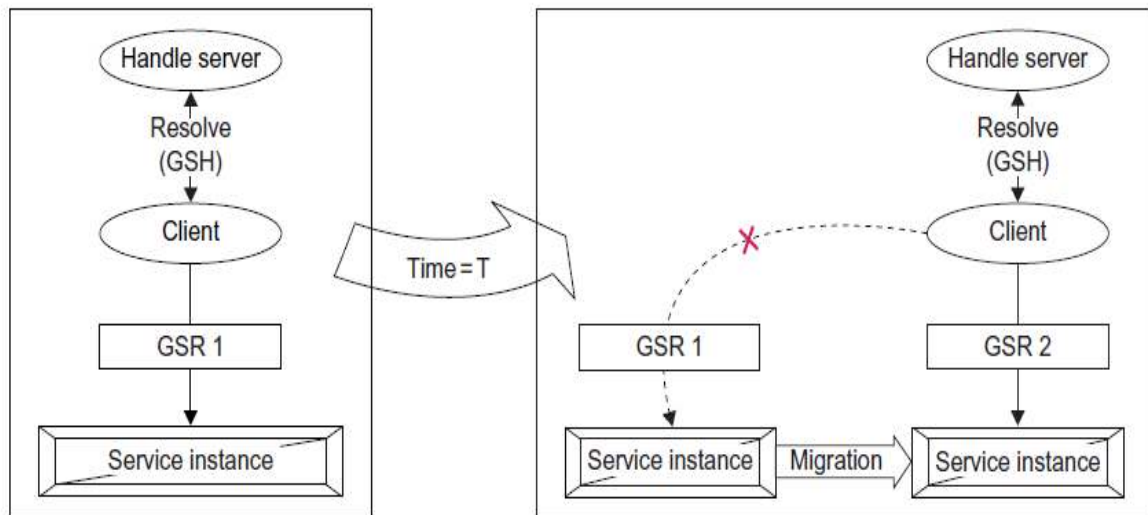 Handle server
Resolve
(GSH)
Client
GSR 1
Service instance
Time = T
Handle server
Resolve
(GSH)
Client
GSR 1
GSR 2
Service instance
Migration
Service instance